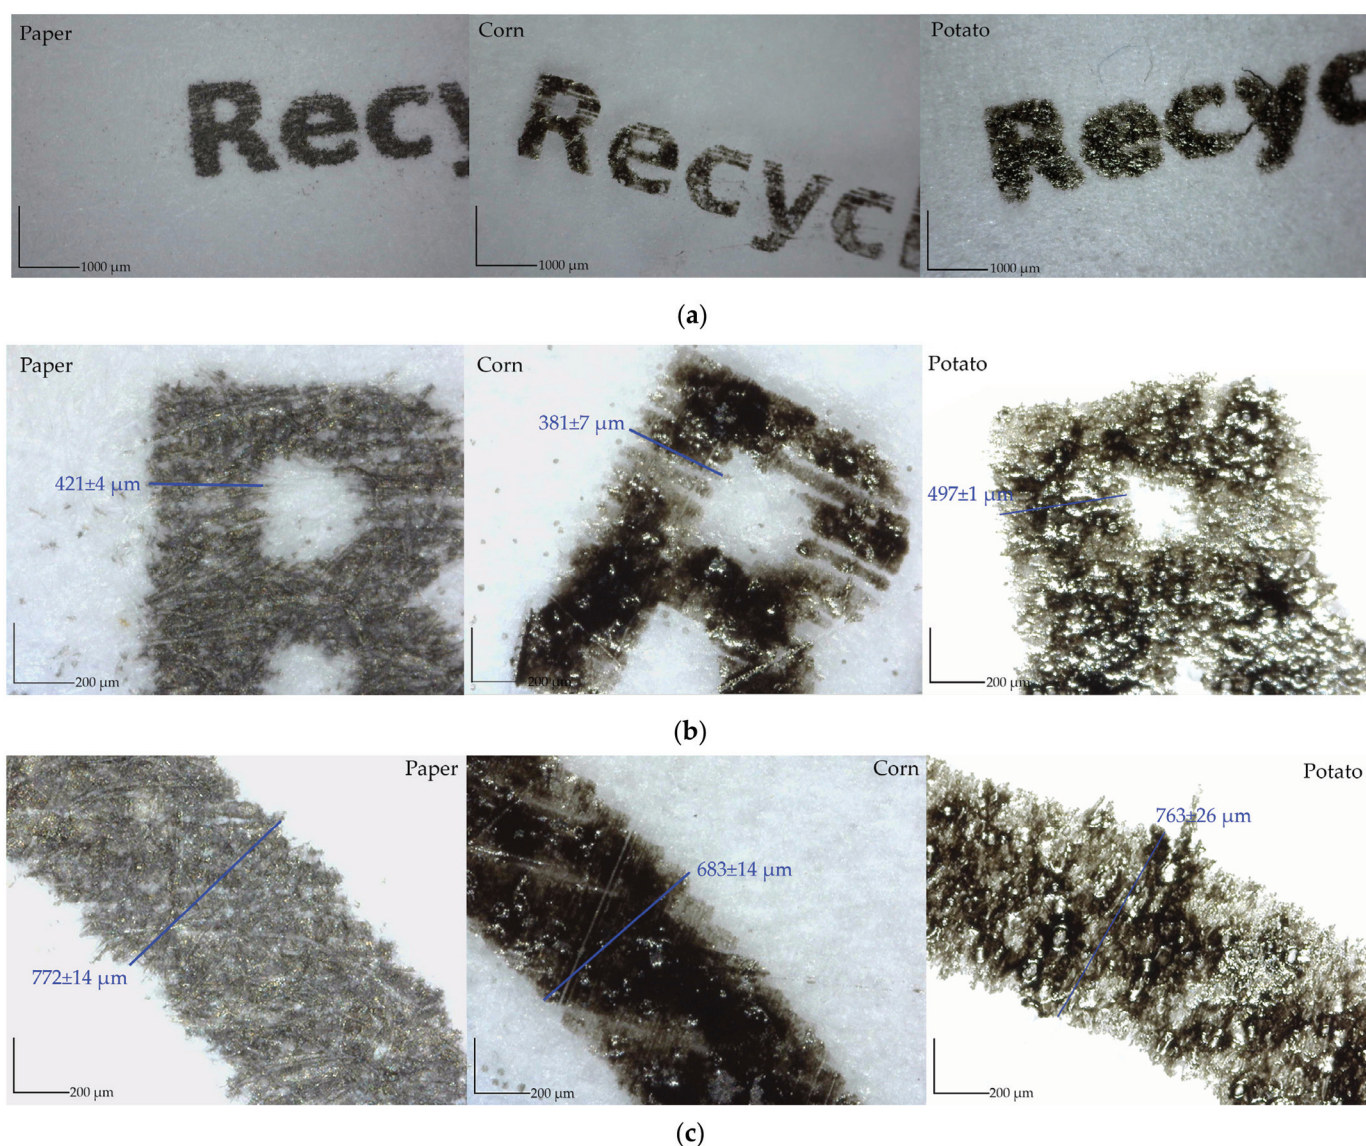 Paper
Corn
Potato
Recy
Recyc
Recyc
1000 µm
1000 µm
1000 µm
(a)
Paper
Corn
Potato
421±4 µm
381±7 µm
497±1 µm
200 µm
200 µm
200 µm
(b)
Paper
Corn
Potato
772±14 µm
683±14 µm
763±26 µm
200 µm
200 µm
200 µm
(c)